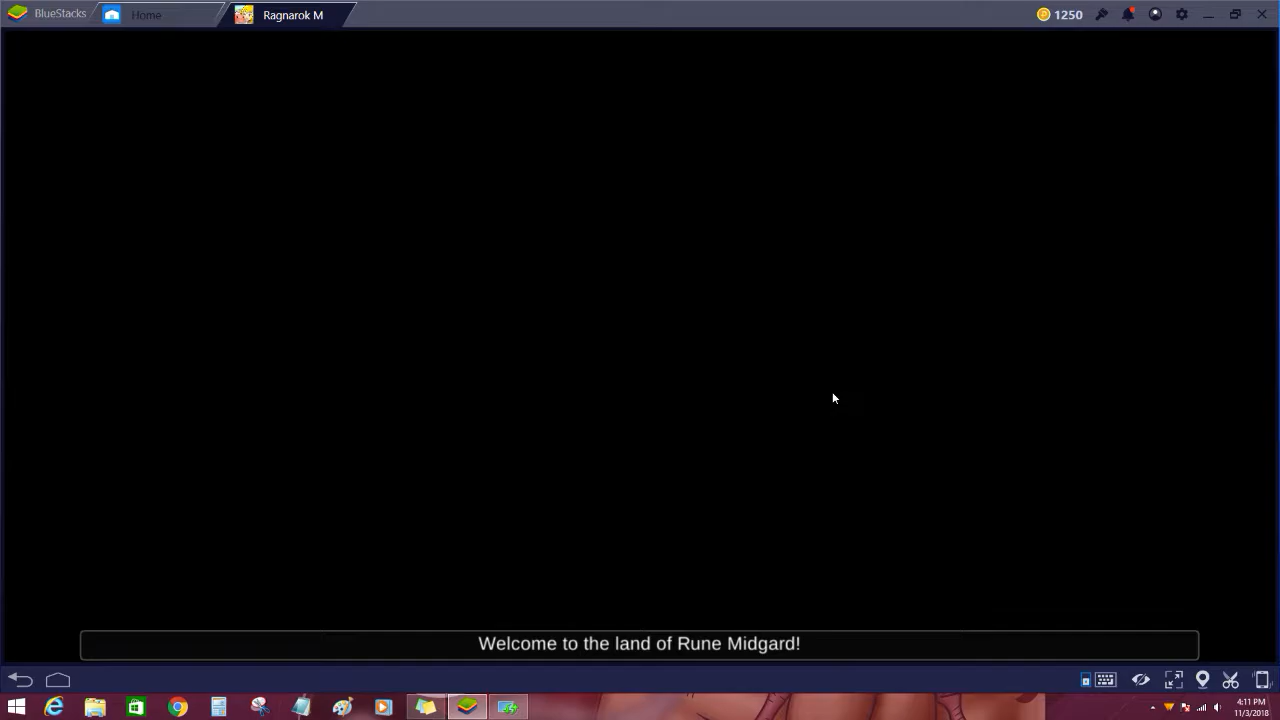 BlueStacks
Home
Ragnarok M
1250
Welcome to the land of Rune Midgard!
4:11 PM
11/3/2018